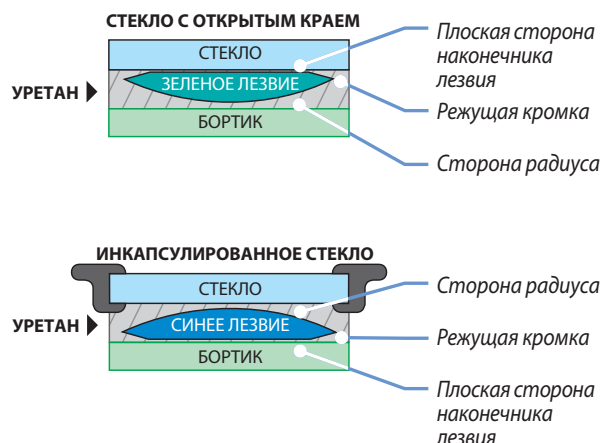 СТЕКЛО С ОТКРЫТЫМ КРАЕМ
СТЕКЛО
ЗЕЛЕНОЕ ЛЕЗВИЕ
УРЕТАН
БОРТИК
Плоская сторона
наконечника
лезвия
Режущая кромка
Сторона радиуса
ИНКАПСУЛИРОВАННОЕ СТЕКЛО
СТЕКЛО
СИНЕЕ ЛЕЗВИЕ
УРЕТАН
БОРТИК
Сторона радиуса
Режущая кромка
Плоская сторона
наконечника
лезвия